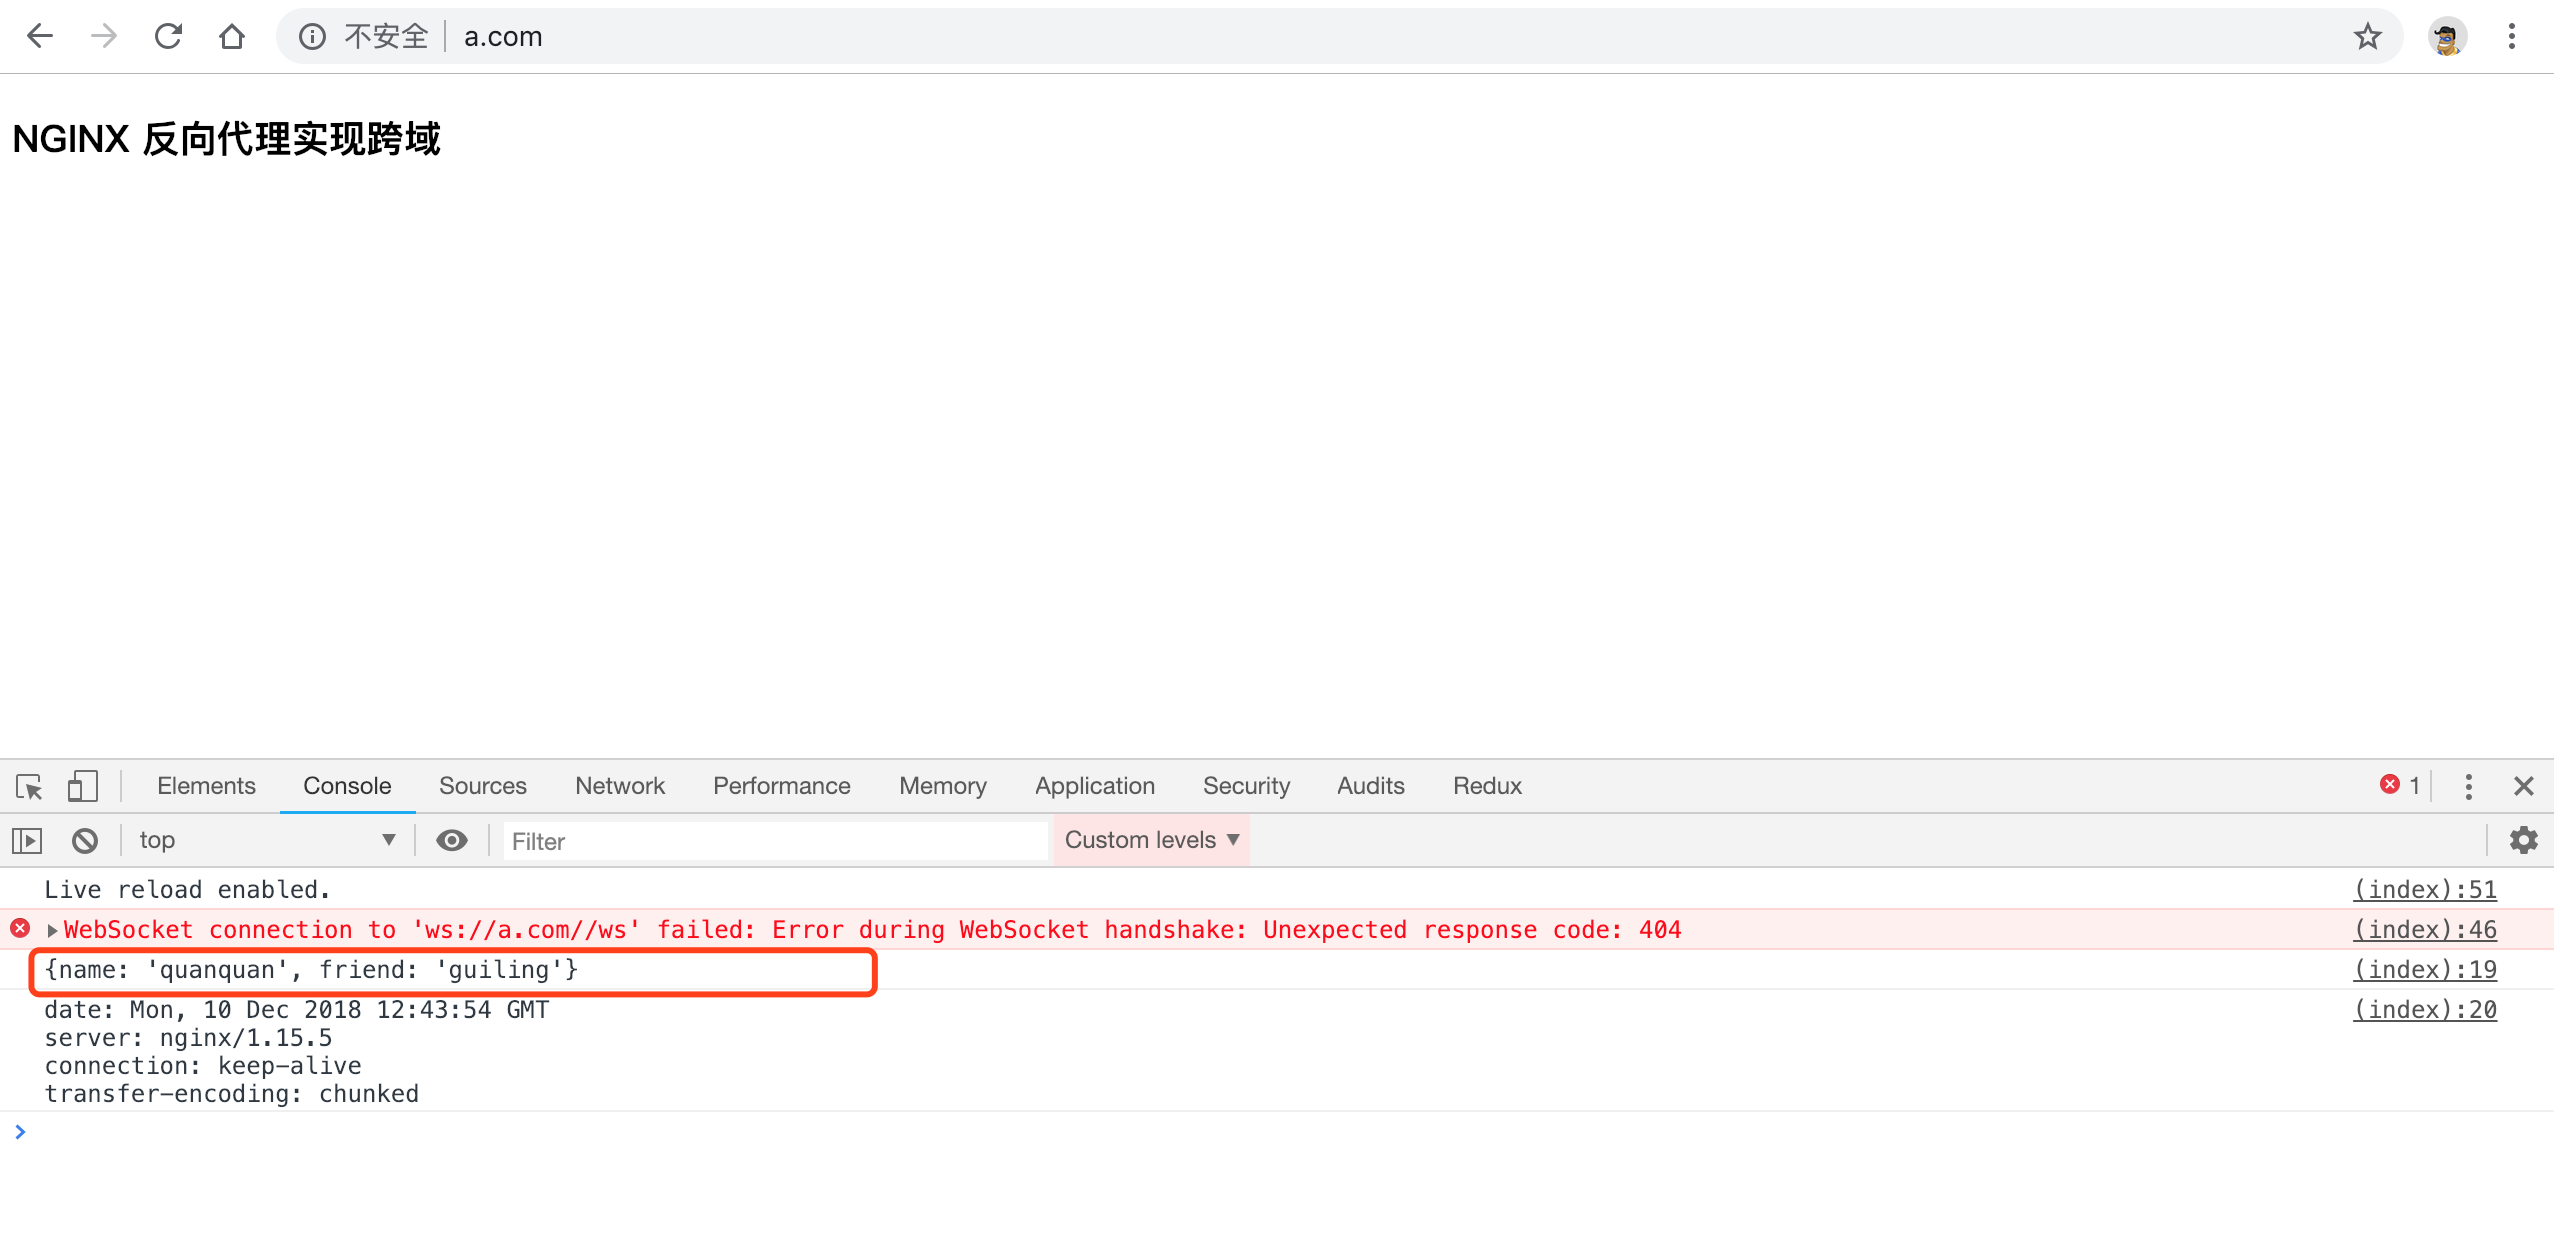 不安全 a.com
NGINX 反向代理实现跨域
Elements Console Sources Network Performance Memory Application Security Audits Redux 1
top Filter Custom levels
Live reload enabled. (index):51
WebSocket connection to 'ws://a.com//ws' failed: Error during WebSocket handshake: Unexpected response code: 404 (index):46
{name: 'quanquan', friend: 'guiling'} (index):19
date: Mon, 10 Dec 2018 12:43:54 GMT (index):20
server: nginx/1.15.5
connection: keep-alive
transfer-encoding: chunked